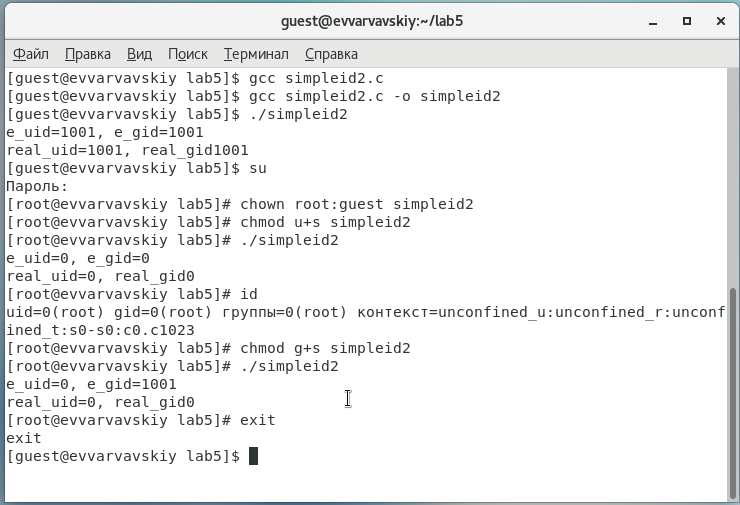 guest@evvarvavskiy:~/lab5
Файл Правка Вид Поиск Терминал Справка
[guest@evvarvavskiy lab5]$ gcc simpleid2.c
[guest@evvarvavskiy lab5]$ gcc simpleid2.c -o simpleid2
[guest@evvarvavskiy lab5]$ ./simpleid2
e_uid=1001, e_gid=1001
real_uid=1001, real_gid1001
[guest@evvarvavskiy lab5]$ su
Пароль:
[root@evvarvavskiy lab5]# chown root:guest simpleid2
[root@evvarvavskiy lab5]# chmod u+s simpleid2
[root@evvarvavskiy lab5]# ./simpleid2
e_uid=0, e_gid=0
real_uid=0, real_gid0
[root@evvarvavskiy lab5]# id
uid=0(root) gid=0(root) группы=0(root) контекст=unconfined_u:unconfined_r:unconf
ined_t:s0-s0:c0.c1023
[root@evvarvavskiy lab5]# chmod g+s simpleid2
[root@evvarvavskiy lab5]# ./simpleid2
e_uid=0, e_gid=1001
real_uid=0, real_gid0
[root@evvarvavskiy lab5]# exit
exit
[guest@evvarvavskiy lab5]$